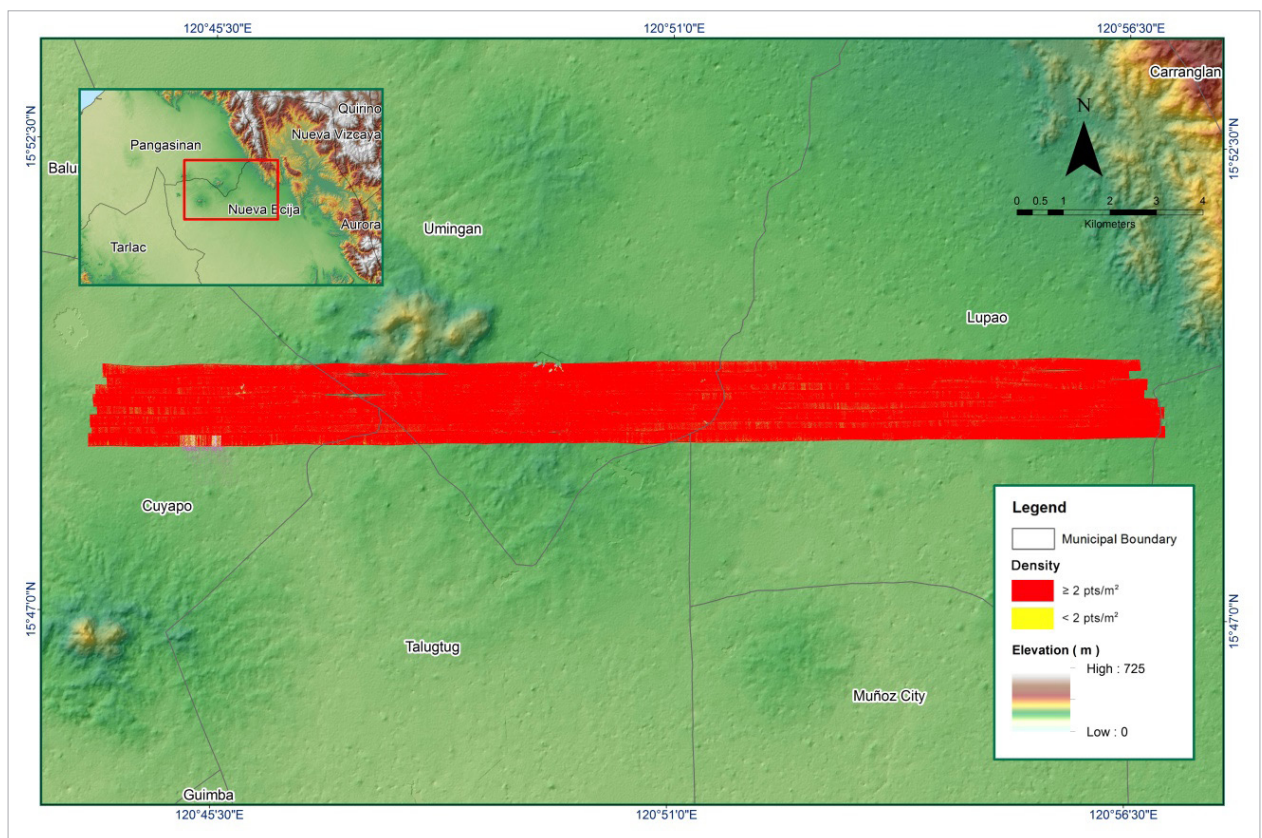 120°45'30"E
120°51'0"E
120°56'30"E
Carranglan
Quirino
Nueva Vizcaya
Pangasinan
Nueva Ecija
Aurora
Tarlac
15°52'30"N
15°52'30"N
Balu
N
0 0.5 1 2 3 4
Kilometers
Umingan
Lupao
Cuyapo
Legend
Municipal Boundary
Density
≥ 2 pts/m²
< 2 pts/m²
Elevation ( m )
High : 725
Low : 0
15°47'0"N
15°47'0"N
Talugtug
Muñoz City
Guimba
120°45'30"E
120°51'0"E
120°56'30"E